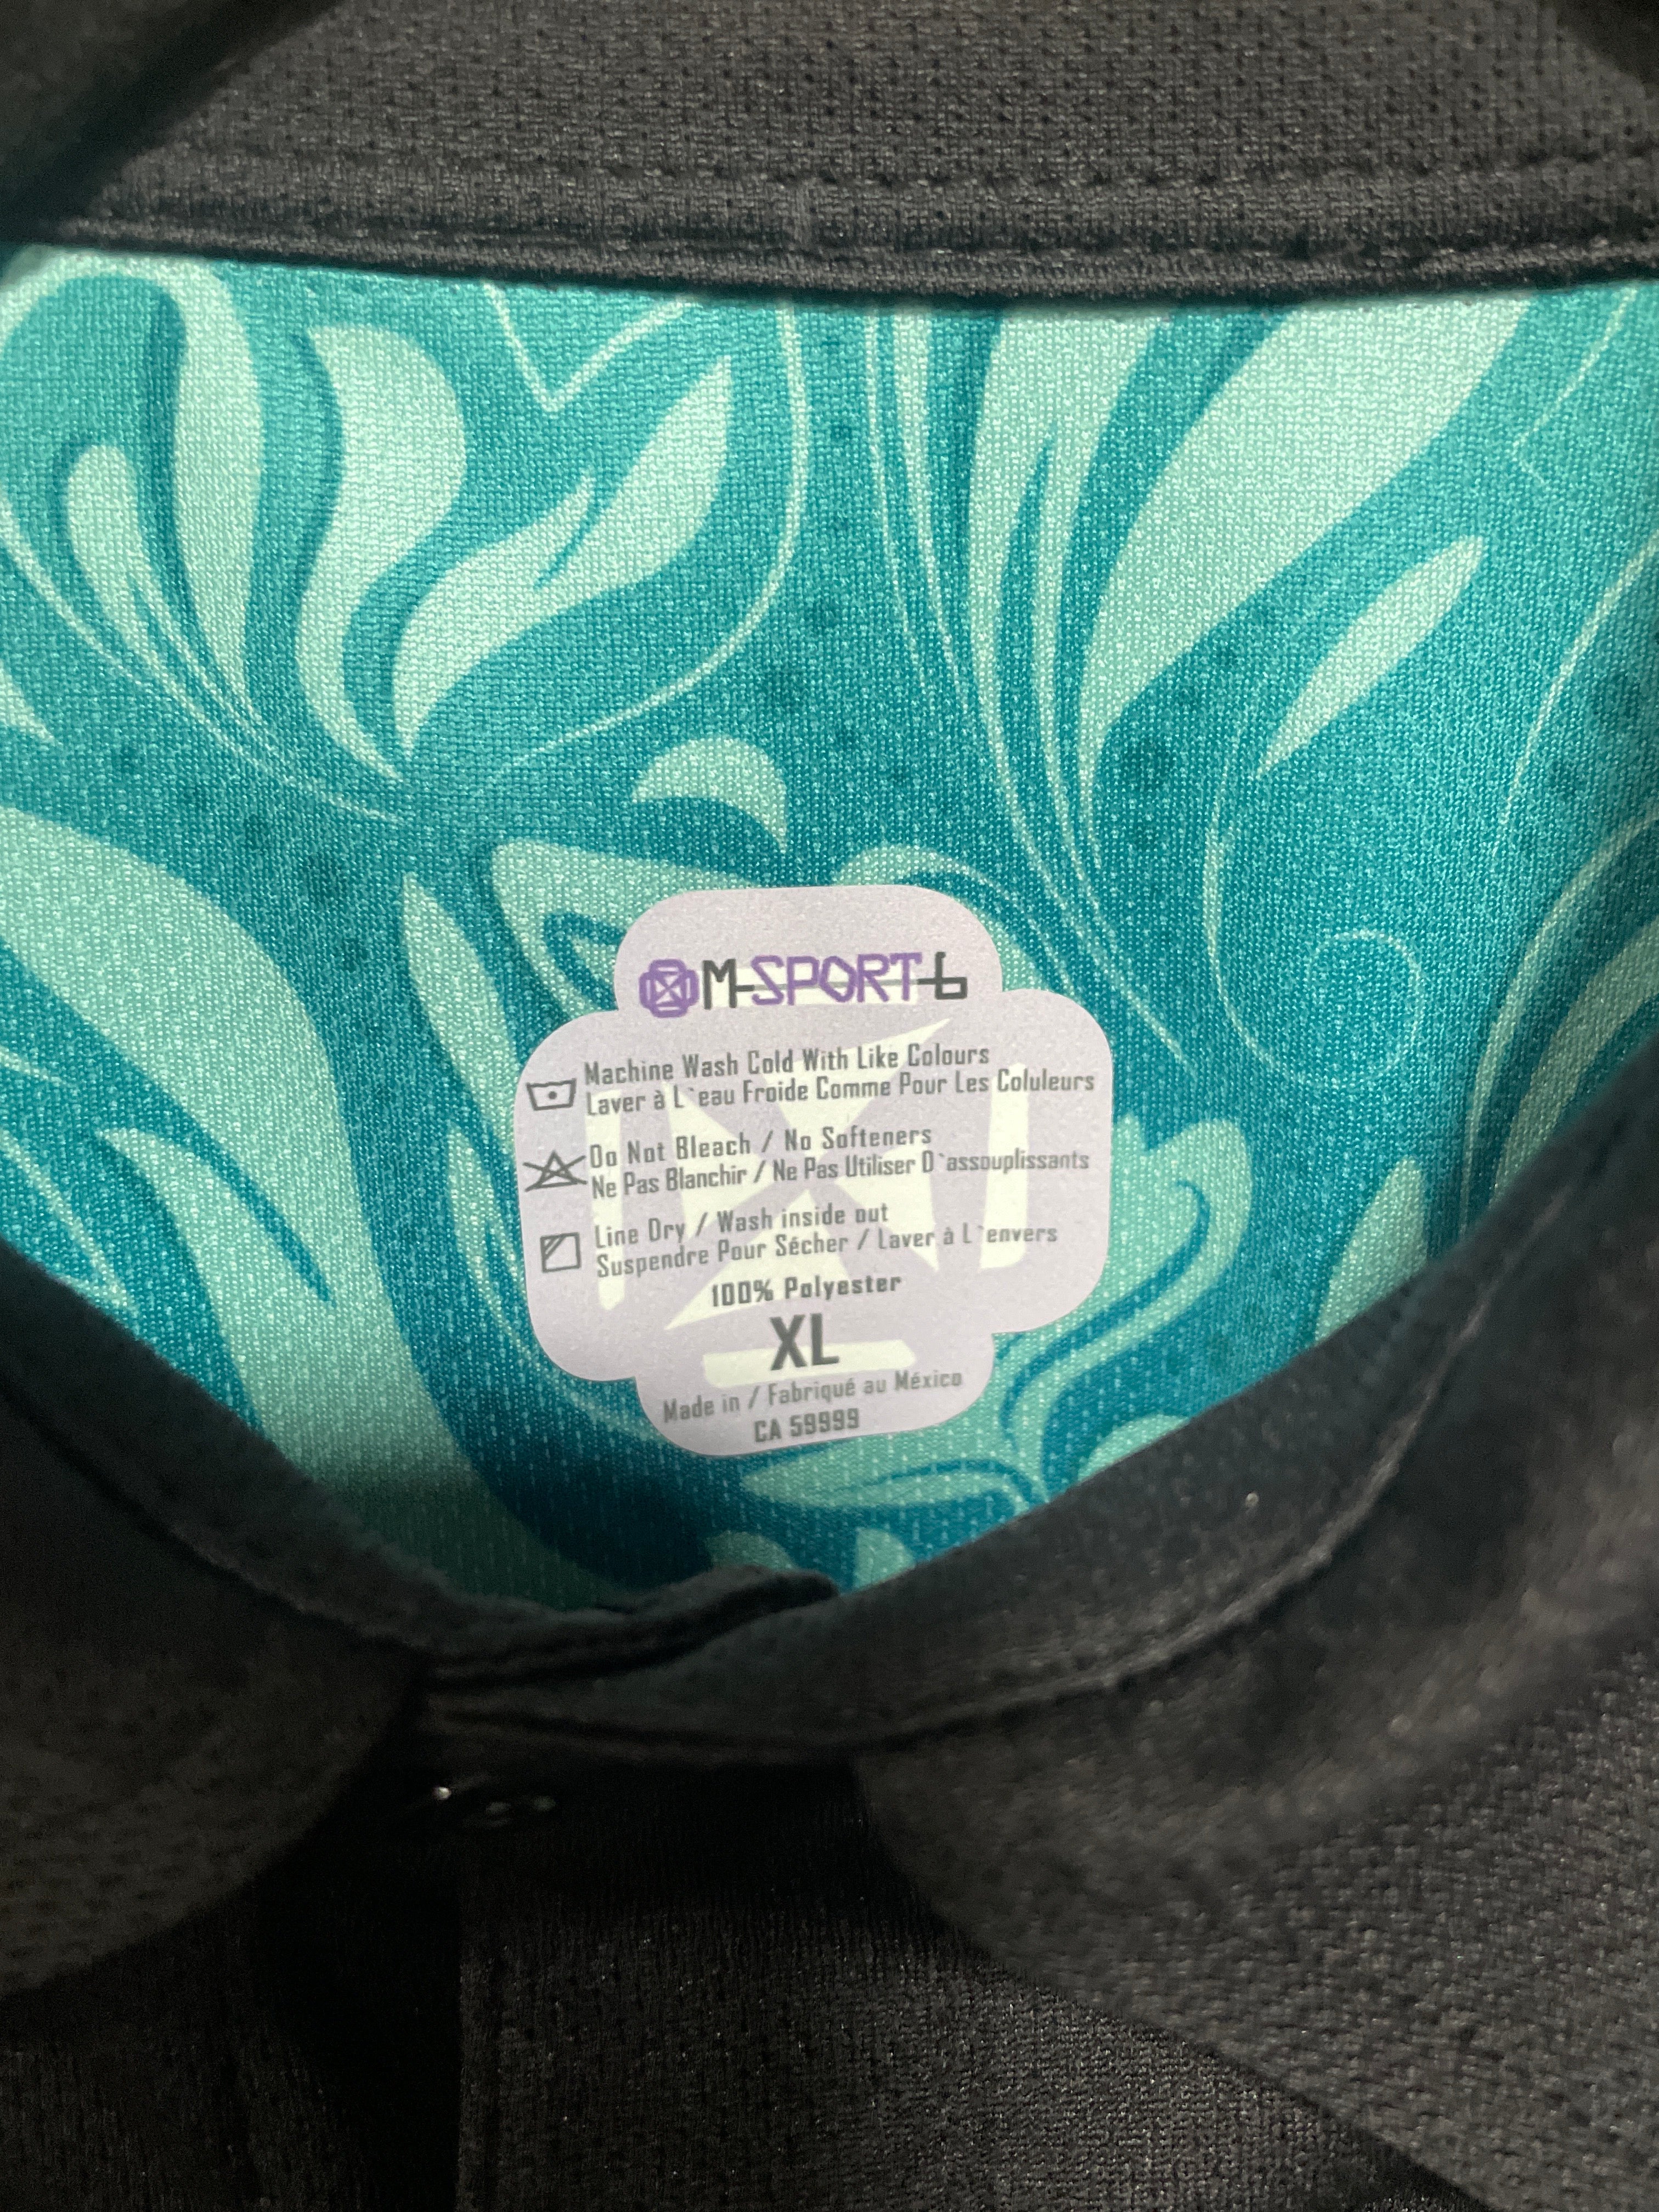 M-SPORT-6
Machine Wash Cold With Like Colours
Laver à L`eau Froide Comme Pour Les Coluleurs
Do Not Bleach / No Softeners
Ne Pas Blanchir / Ne Pas Utiliser D`assouplissants
Line Dry / Wash inside out
Suspendre Pour Sécher / Laver à L`envers
100% Polyester
XL
Made in / Fabriqué au México
CA 59999